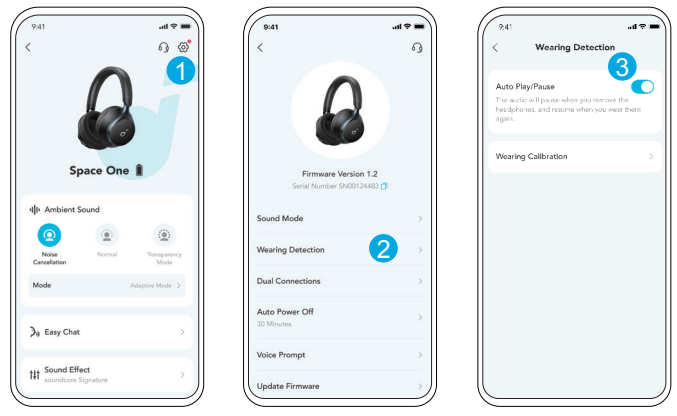 9:41
1
Space One
Ambient Sound
Noise
Cancellation
Normal
Transparency
Mode
Mode
Adaptive Mode
Easy Chat
Sound Effect
soundcore Signature
9:41
Firmware Version 1.2
Serial Number SN00124483
Sound Mode
Wearing Detection
2
Dual Connections
Auto Power Off
30 Minutes
Voice Prompt
Update Firmware
9:41
Wearing Detection
3
Auto Play/Pause
The audio will pause when you remove the
headphones, and resume when you wear them
again.
Wearing Calibration